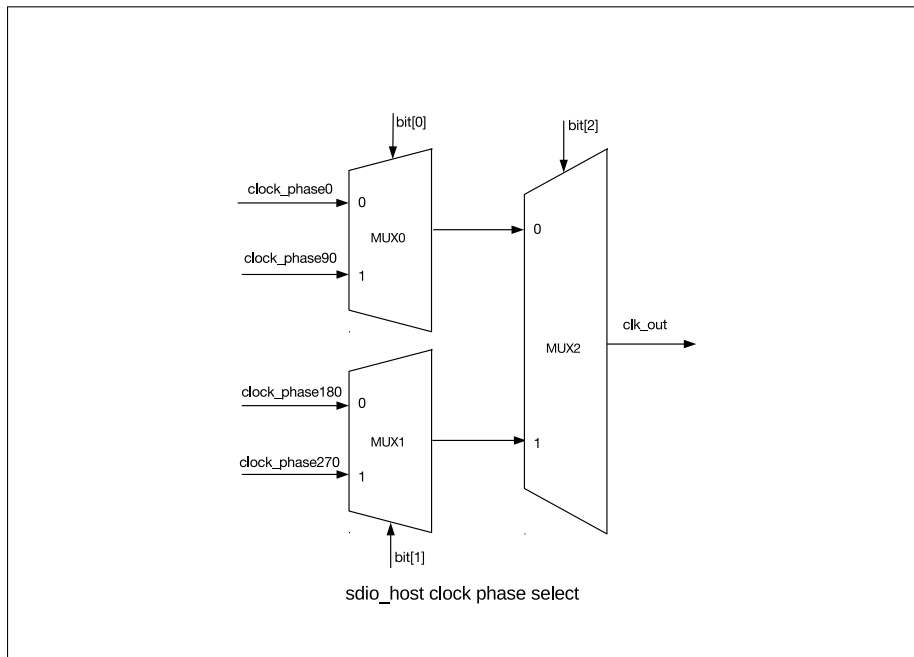 bit[0]
bit[2]
clock_phase0
0
0
MUX0
clock_phase90
1
clk_out
MUX2
clock_phase180
0
MUX1
1
clock_phase270
1
bit[1]
sdio_host clock phase select